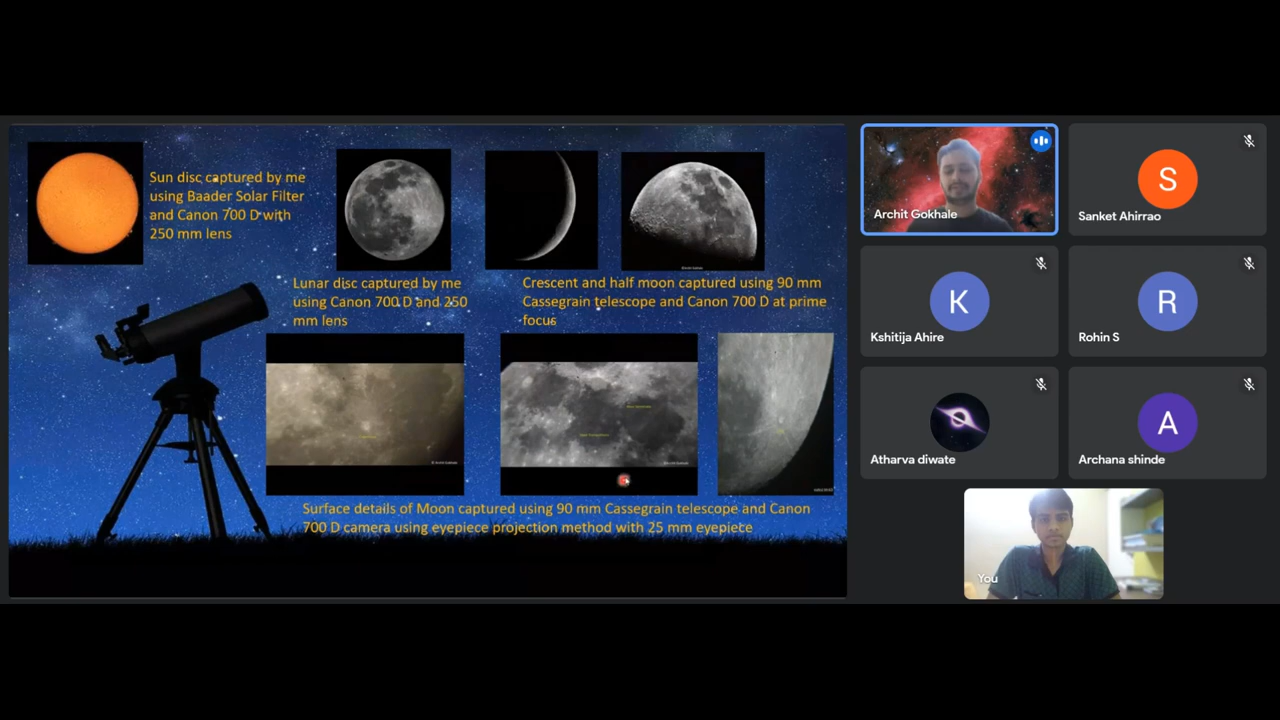 Sun disc captured by me
using Baader Solar Filter
and Canon 700 D with
250 mm lens
Lunar disc captured by me
using Canon 700 D and 250
mm lens
Crescent and half moon captured using 90 mm
Cassegrain telescope and Canon 700 D at prime
focus
Surface details of Moon captured using 90 mm Cassegrain telescope and Canon
700 D camera using eyepiece projection method with 25 mm eyepiece
Archit Gokhale
S
Sanket Ahirrao
K
Kshitija Ahire
R
Rohin S
Atharva diwate
A
Archana shinde
You